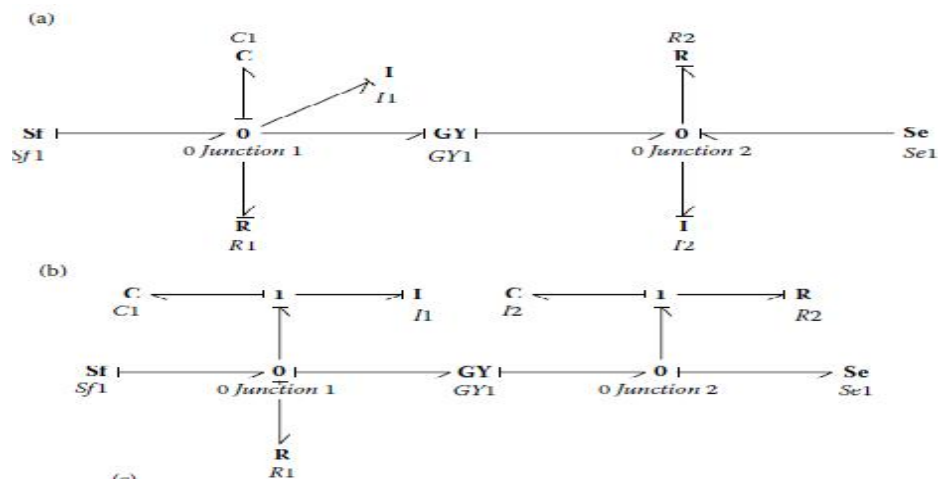 (a)
C1
C
I
I1
R2
R
Sf
Sf1
0
0 Junction 1
GY
GY1
0
0 Junction 2
Se
Se1
R
R1
I
I2
(b)
C
C1
1
I
I1
C
I2
1
R
R2
Sf
Sf1
0
0 Junction 1
GY
GY1
0
0 Junction 2
Se
Se1
R
R1